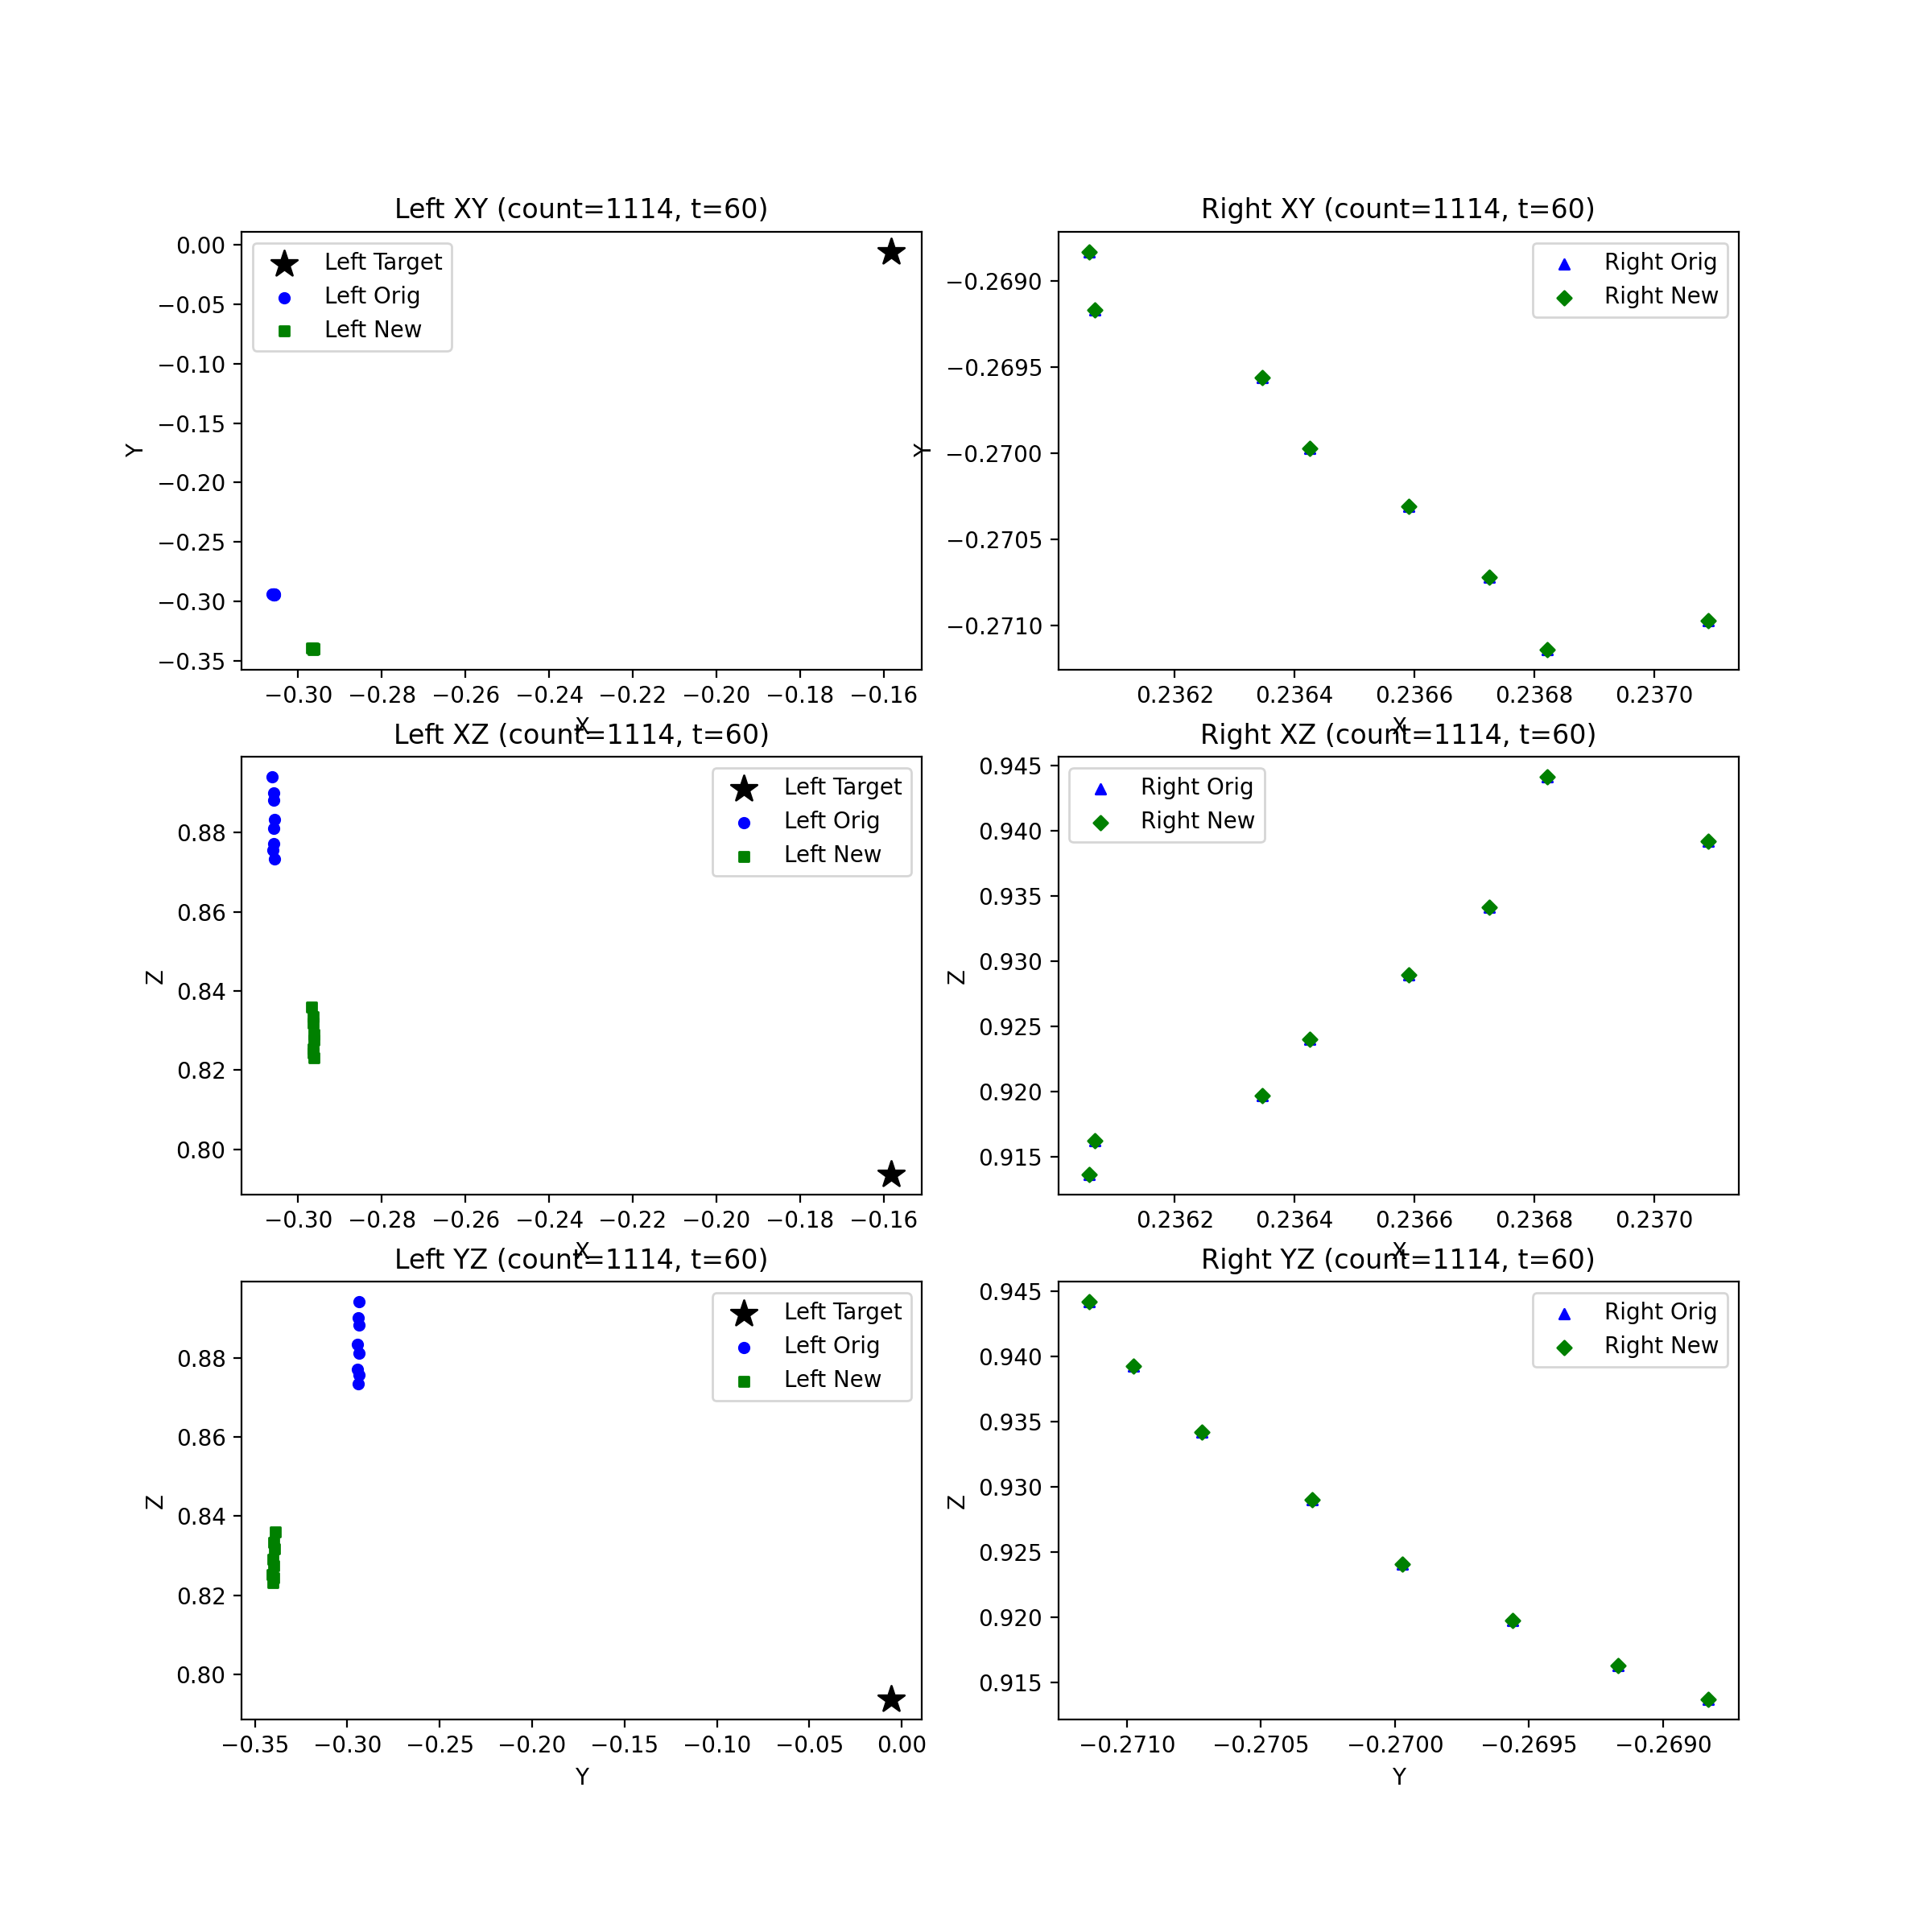 Left XY (count=1114, t=60)
0.00
−0.05
−0.10
−0.15
−0.20
−0.25
−0.30
−0.35
Y
Left Target
Left Orig
Left New
−0.30 −0.28 −0.26 −0.24 −0.22 −0.20 −0.18 −0.16
X
Right XY (count=1114, t=60)
−0.2690
−0.2695
−0.2700
−0.2705
−0.2710
Y
Right Orig
Right New
0.2362 0.2364 0.2366 0.2368 0.2370
X
Left XZ (count=1114, t=60)
0.88
0.86
0.84
0.82
0.80
Z
Left Target
Left Orig
Left New
−0.30 −0.28 −0.26 −0.24 −0.22 −0.20 −0.18 −0.16
X
Right XZ (count=1114, t=60)
0.945
0.940
0.935
0.930
0.925
0.920
0.915
Z
Right Orig
Right New
0.2362 0.2364 0.2366 0.2368 0.2370
X
Left YZ (count=1114, t=60)
0.88
0.86
0.84
0.82
0.80
Z
Left Target
Left Orig
Left New
−0.35 −0.30 −0.25 −0.20 −0.15 −0.10 −0.05 0.00
Y
Right YZ (count=1114, t=60)
0.945
0.940
0.935
0.930
0.925
0.920
0.915
Z
Right Orig
Right New
−0.2710 −0.2705 −0.2700 −0.2695 −0.2690
Y